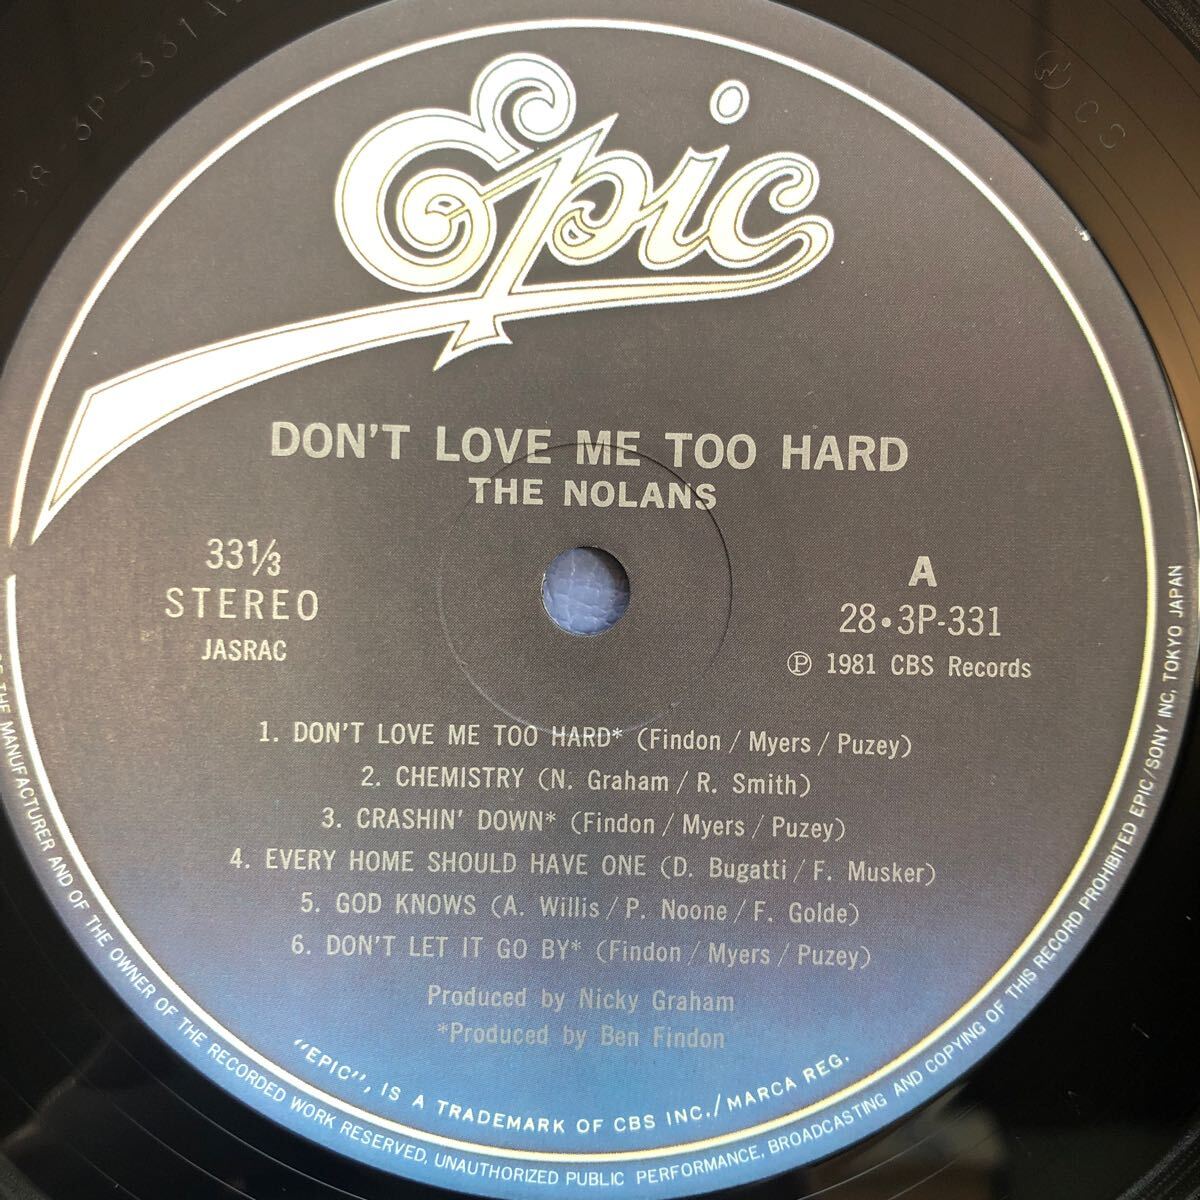 Epic
DON'T LOVE ME TOO HARD
THE NOLANS
33⅓
STEREO
JASRAC
A
28•3P-331
Ⓟ 1981 CBS Records
1. DON'T LOVE ME TOO HARD* (Findon / Myers / Puzey)
2. CHEMISTRY (N. Graham / R. Smith)
3. CRASHIN' DOWN* (Findon / Myers / Puzey)
4. EVERY HOME SHOULD HAVE ONE (D. Bugatti / F. Musker)
5. GOD KNOWS (A. Willis / P. Noone / F. Golde)
6. DON'T LET IT GO BY* (Findon / Myers / Puzey)
Produced by Nicky Graham
*Produced by Ben Findon
"EPIC", IS A TRADEMARK OF CBS INC./MARCA REG.
THE MANUFACTURER AND OF THE OWNER OF THE RECORDED WORK RESERVED. UNAUTHORIZED PUBLIC PERFORMANCE, BROADCASTING AND COPYING OF THIS RECORD PROHIBITED EPIC/SONY INC, TOKYO JAPAN
28 3P-331A
CS